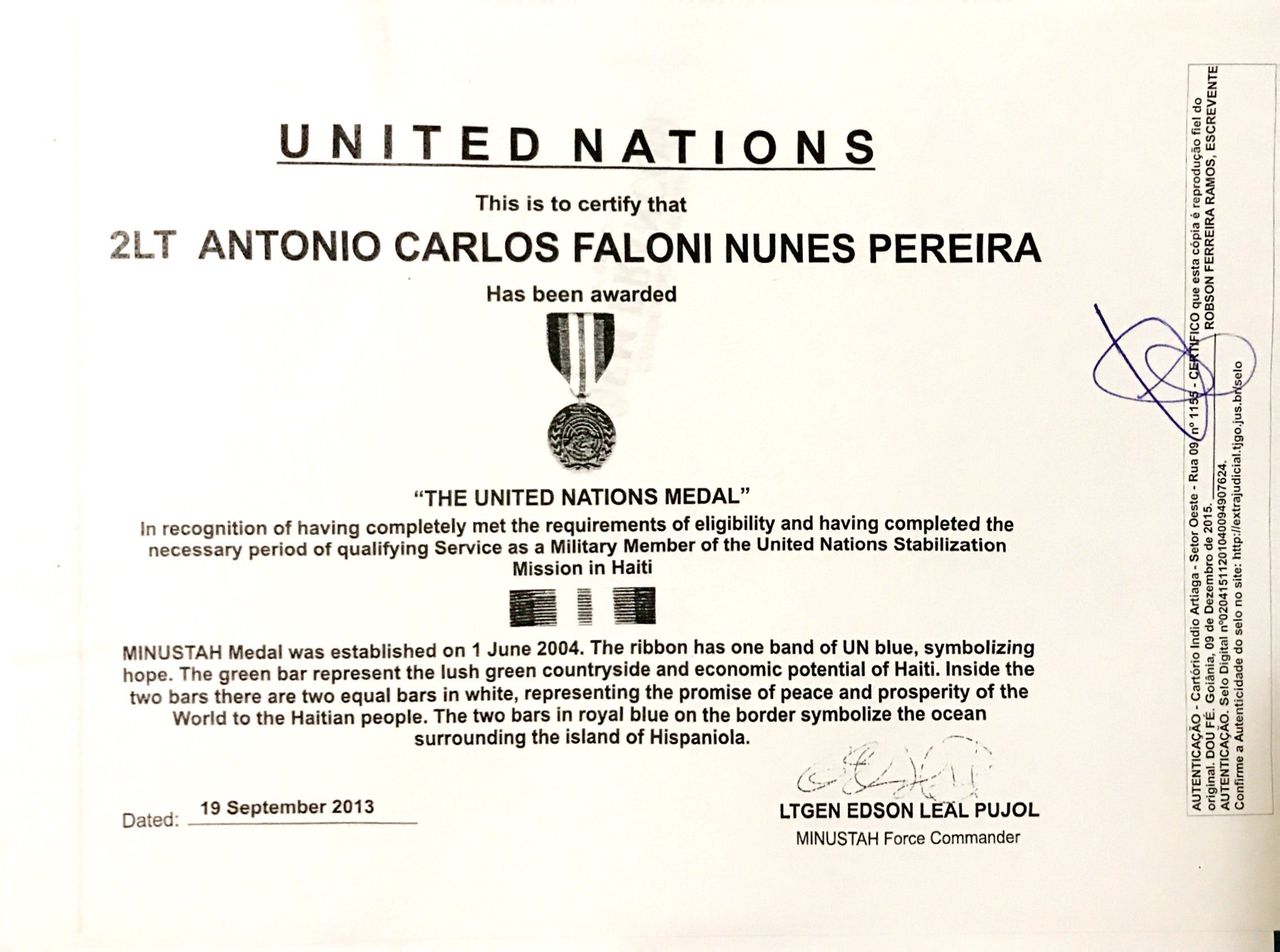 UNITED NATIONS
This is to certify that
2LT ANTONIO CARLOS FALONI NUNES PEREIRA
Has been awarded
“THE UNITED NATIONS MEDAL”
In recognition of having completely met the requirements of eligibility and having completed the
necessary period of qualifying Service as a Military Member of the United Nations Stabilization
Mission in Haiti
MINUSTAH Medal was established on 1 June 2004. The ribbon has one band of UN blue, symbolizing
hope. The green bar represent the lush green countryside and economic potential of Haiti. Inside the
two bars there are two equal bars in white, representing the promise of peace and prosperity of the
World to the Haitian people. The two bars in royal blue on the border symbolize the ocean
surrounding the island of Hispaniola.
Dated: 19 September 2013
LTGEN EDSON LEAL PUJOL
MINUSTAH Force Commander
AUTENTICAÇÃO - Cartório Indio Artiaga - Setor Oeste - Rua 09, nº 1155 - CERTIFICO que esta cópia é reprodução fiel do
original. DOU FÉ. Goiânia, 09 de Dezembro de 2015. ROBSON FERREIRA RAMOS, ESCREVENTE
AUTENTICAÇÃO. Selo Digital nº02041511201040094907624.
Confirme a Autenticidade do selo no site: http://extrajudicial.tjgo.jus.br/selo